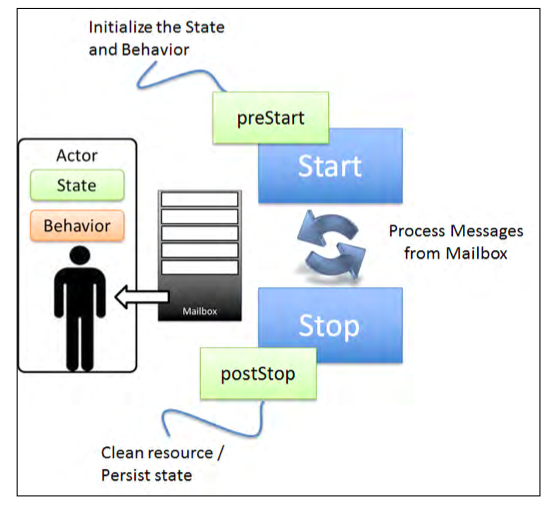 Initialize the State
and Behavior
preStart
Start
Actor
State
Behavior
Mailbox
Process Messages
from Mailbox
Stop
postStop
Clean resource /
Persist state